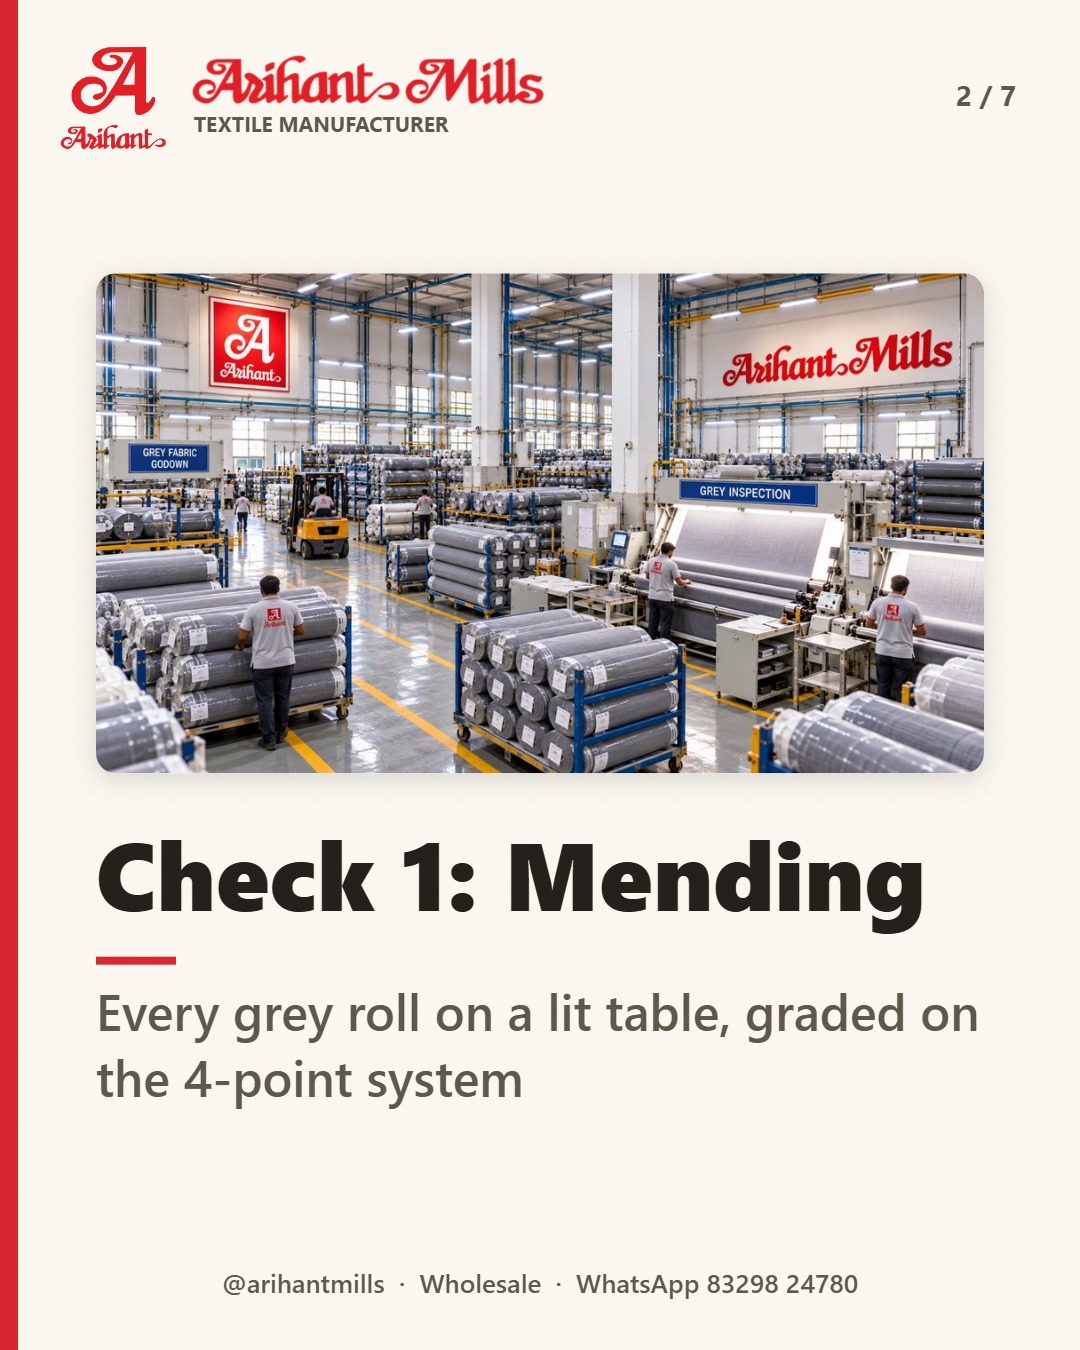 A
Arihant
Arihant Mills
TEXTILE MANUFACTURER
2 / 7
A
Arihant
Arihant Mills
GREY FABRIC
GODOWN
GREY INSPECTION
Check 1: Mending
Every grey roll on a lit table, graded on
the 4-point system
@arihantmills · Wholesale · WhatsApp 83298 24780